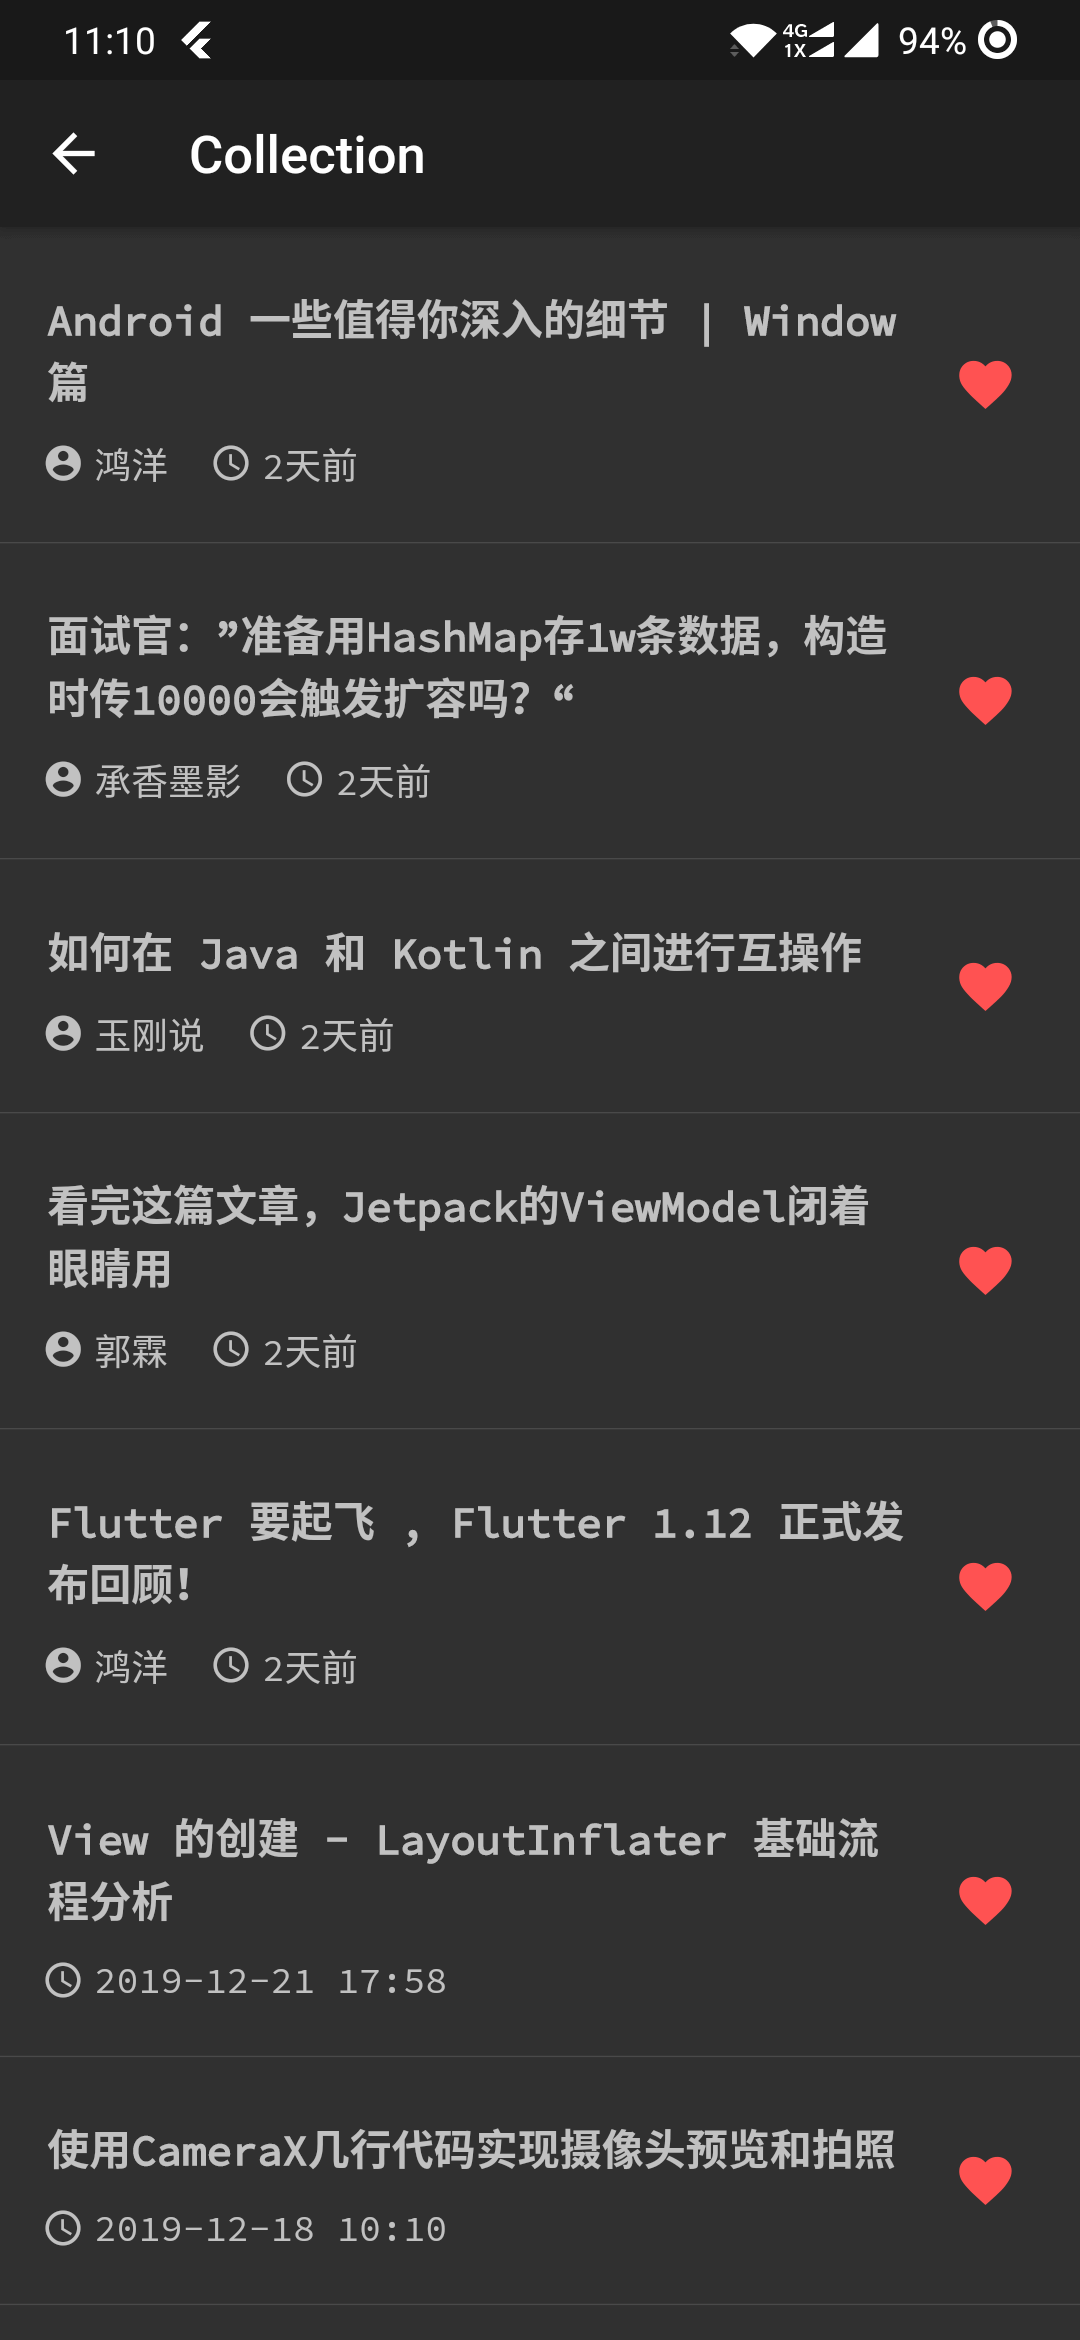 11:10 4G 1X 94%
Collection
Android 一些值得你深入的细节 | Window
篇
鸿洋 2天前
面试官：”准备用HashMap存1w条数据，构造
时传10000会触发扩容吗？“
承香墨影 2天前
如何在 Java 和 Kotlin 之间进行互操作
玉刚说 2天前
看完这篇文章，Jetpack的ViewModel闭着
眼睛用
郭霖 2天前
Flutter 要起飞 , Flutter 1.12 正式发
布回顾！
鸿洋 2天前
View 的创建 - LayoutInflater 基础流
程分析
2019-12-21 17:58
使用CameraX几行代码实现摄像头预览和拍照
2019-12-18 10:10